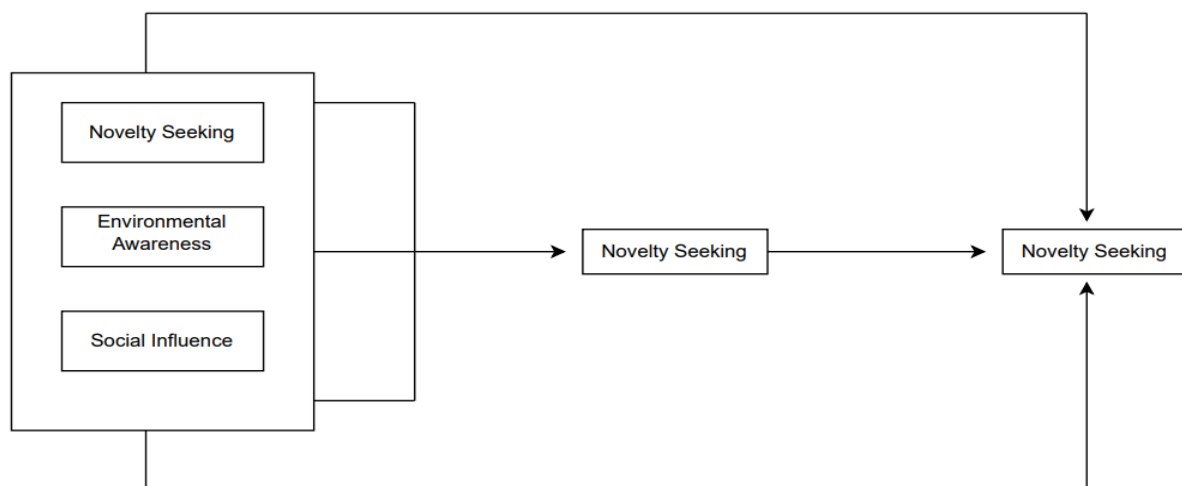 Novelty Seeking
Environmental
Awareness
Social Influence
Novelty Seeking
Novelty Seeking